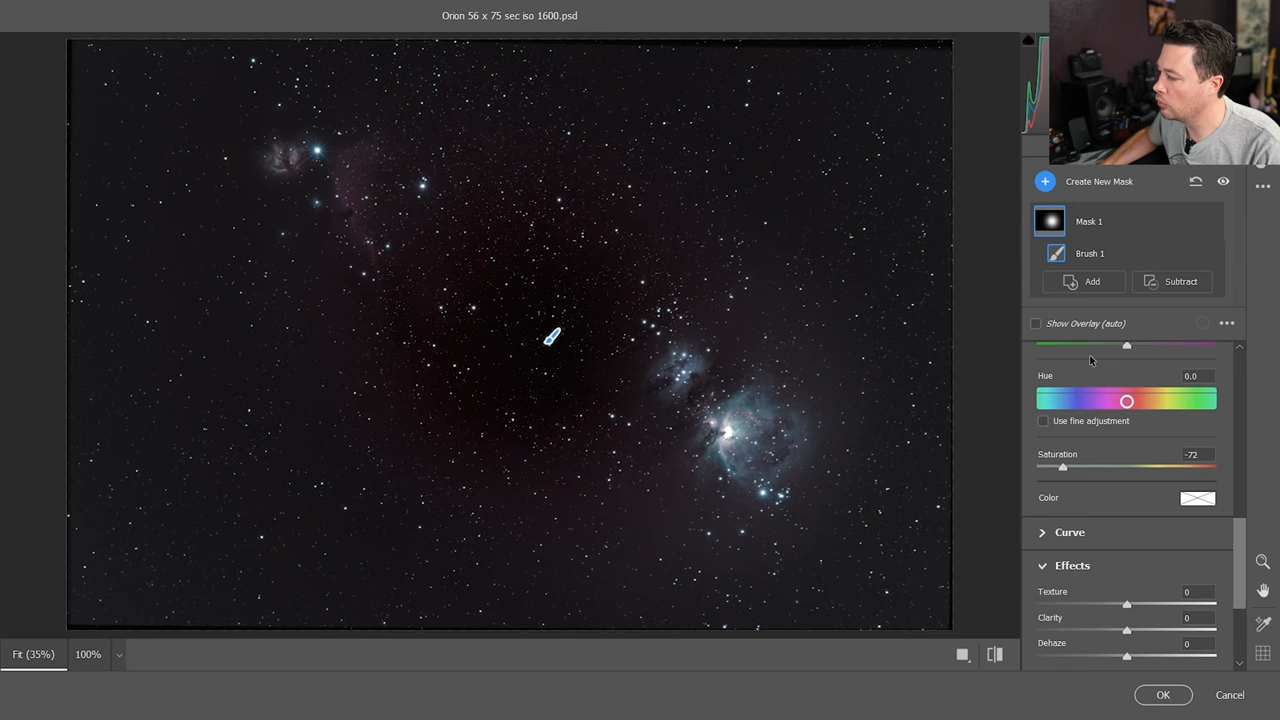 Orion 56 x 75 sec iso 1600.psd
Create New Mask
Mask 1
Brush 1
Add
Subtract
Show Overlay (auto)
Hue
0.0
Use fine adjustment
Saturation
-72
Color
Curve
Effects
Texture
0
Clarity
0
Dehaze
0
Fit (35%)
100%
OK
Cancel